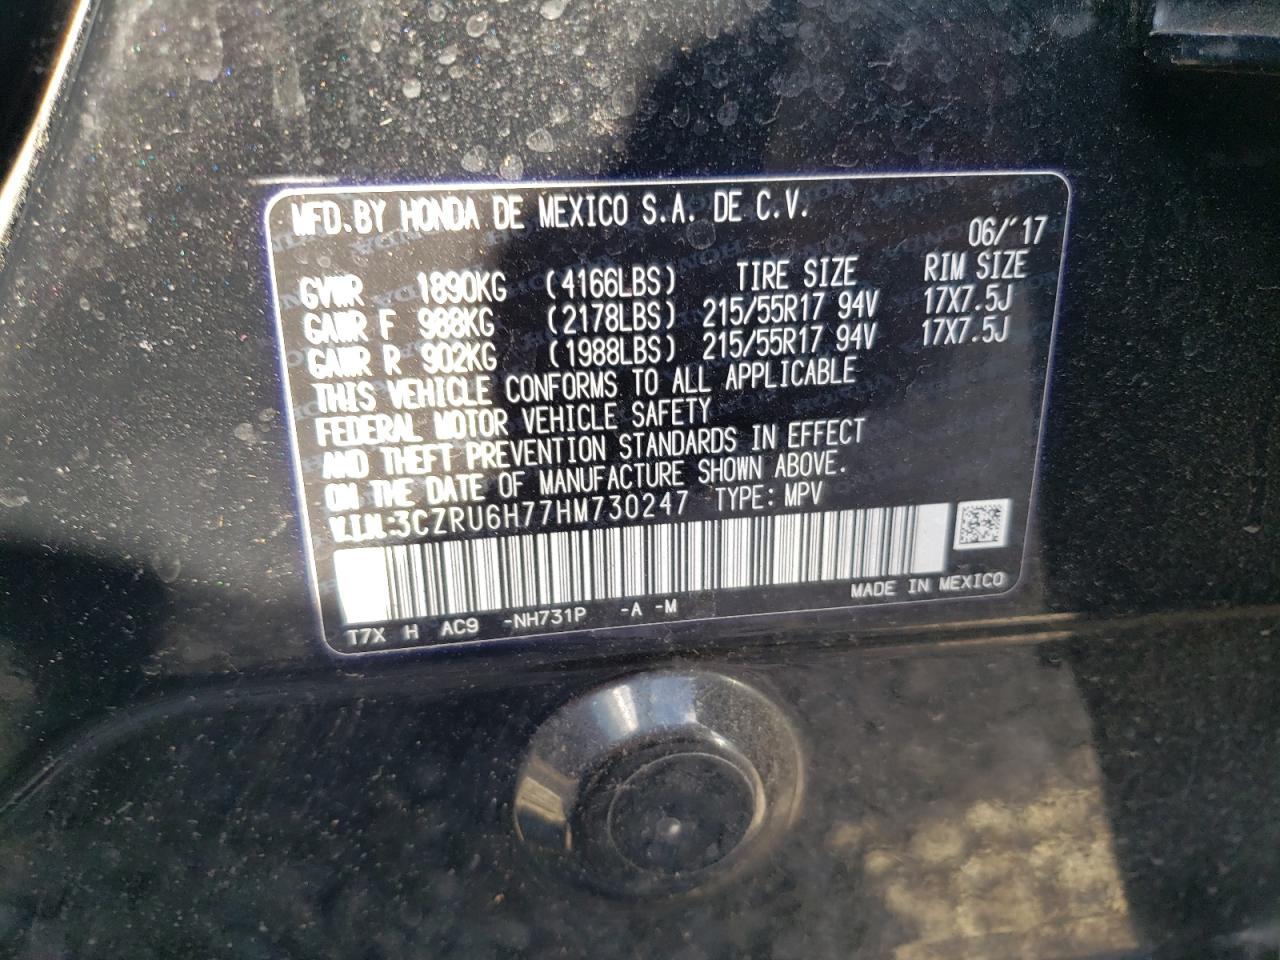 MFD.BY HONDA DE MEXICO S.A. DE C.V.
06/'17
GVWR 1890KG (4166LBS) TIRE SIZE RIM SIZE
GAWR F 988KG (2178LBS) 215/55R17 94V 17X7.5J
GAWR R 902KG (1988LBS) 215/55R17 94V 17X7.5J
THIS VEHICLE CONFORMS TO ALL APPLICABLE
FEDERAL MOTOR VEHICLE SAFETY
AND THEFT PREVENTION STANDARDS IN EFFECT
ON THE DATE OF MANUFACTURE SHOWN ABOVE.
V.I.N.:3CZRU6H77HM730247 TYPE: MPV
MADE IN MEXICO
T7X H AC9 -NH731P -A -M